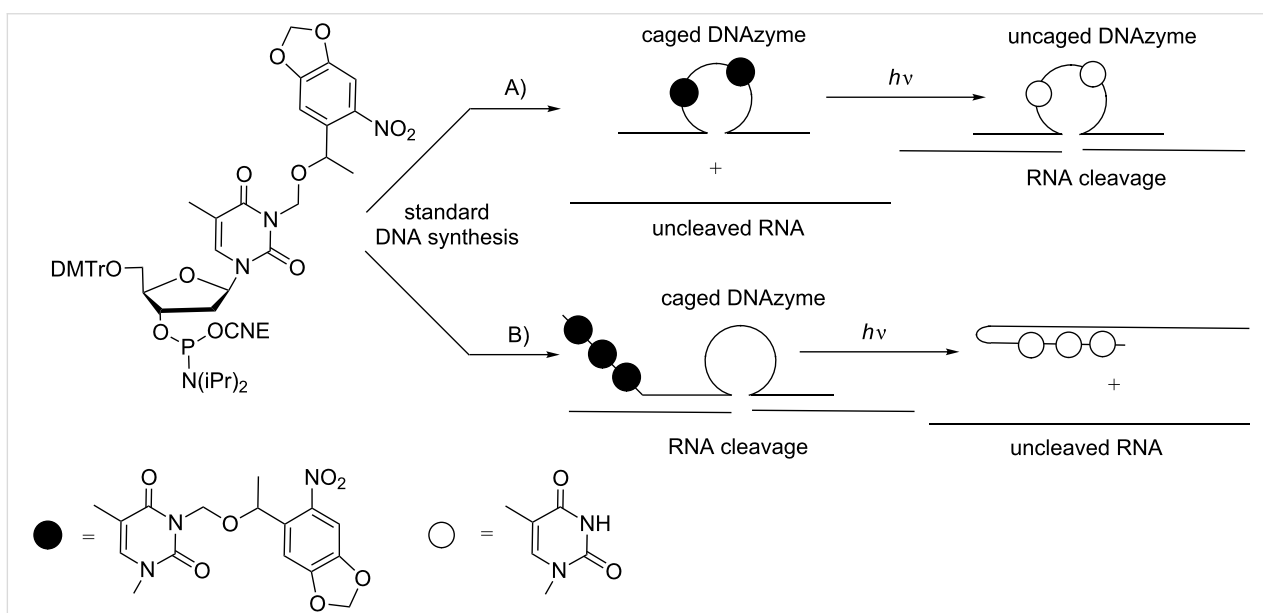 O
O
NO₂
O
O
N
N
O
DMTrO
O
O
OCNE
P
N(iPr)₂
standard
DNA synthesis
A)
caged DNAzyme
+
uncleaved RNA
hν
uncaged DNAzyme
RNA cleavage
B)
caged DNAzyme
RNA cleavage
hν
+
uncleaved RNA
=
O
N
O
N
O
NO₂
O
O
=
O
NH
N
O